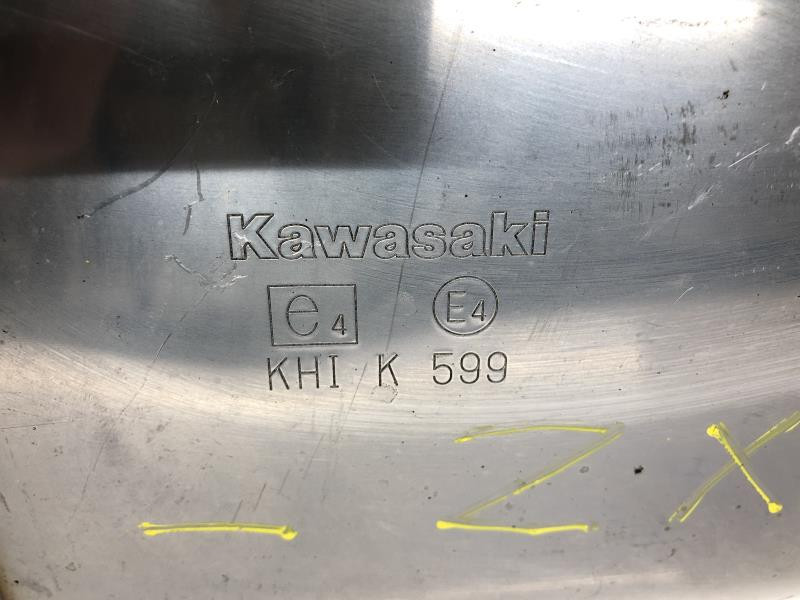 Kawasaki
e4 E4
KHI K 599
- ZX